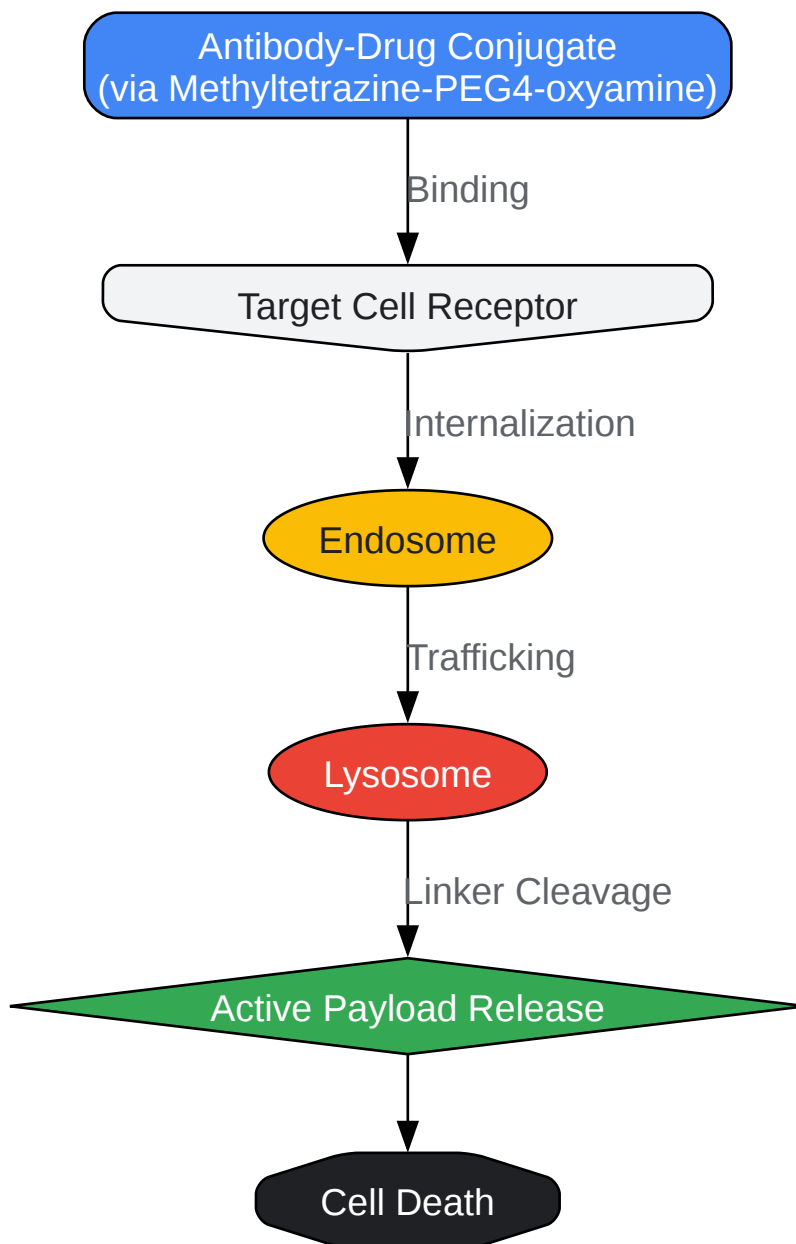 Antibody-Drug Conjugate
(via Methyltetrazine-PEG4-oxyamine)
Binding
Target Cell Receptor
Internalization
Endosome
Trafficking
Lysosome
Linker Cleavage
Active Payload Release
Cell Death